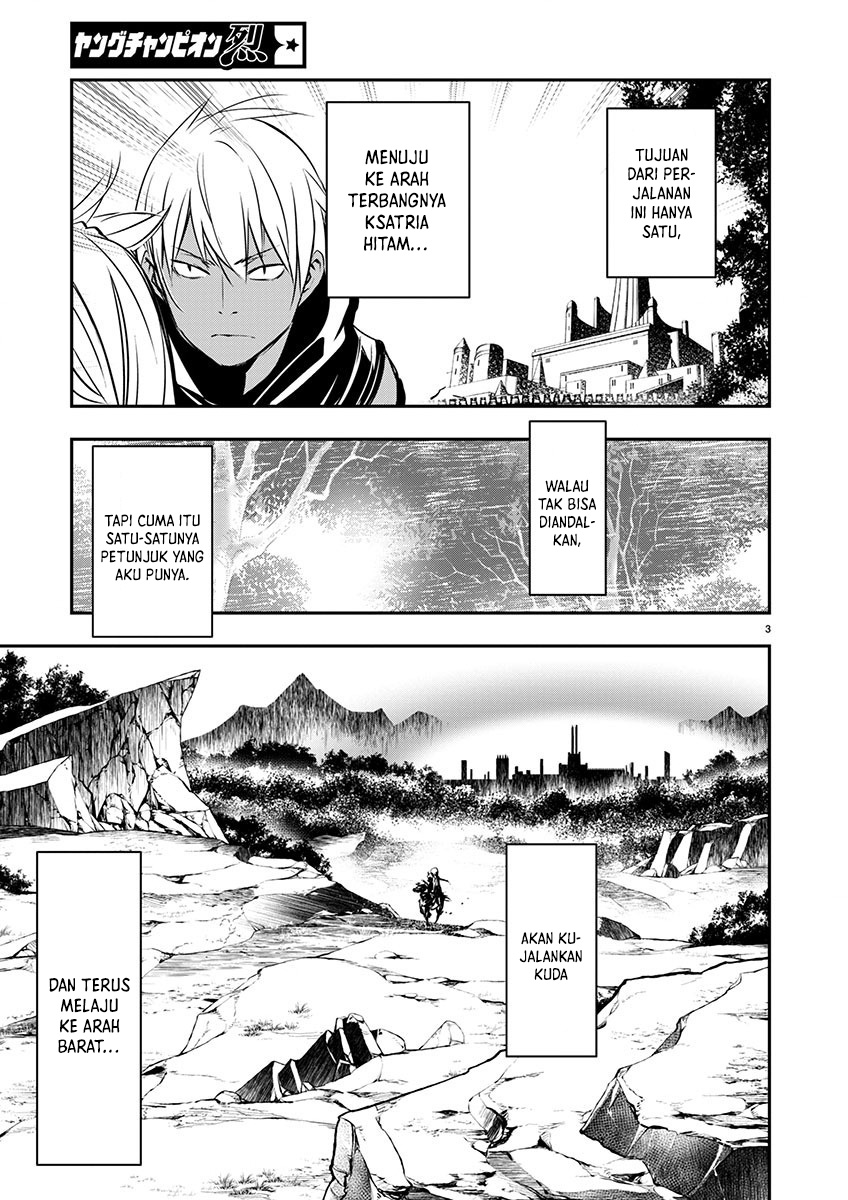 ヤングチャンピオン烈
TUJUAN
DARI PER-
JALANAN
INI HANYA
SATU,
MENUJU
KE ARAH
TERBANGNYA
KSATRIA
HITAM...
WALAU
TAK BISA
DIANDAL-
KAN,
TAPI CUMA ITU
SATU-SATUNYA
PETUNJUK YANG
AKU PUNYA.
3
AKAN KU-
JALANKAN
KUDA
DAN TERUS
MELAJU
KE ARAH
BARAT...